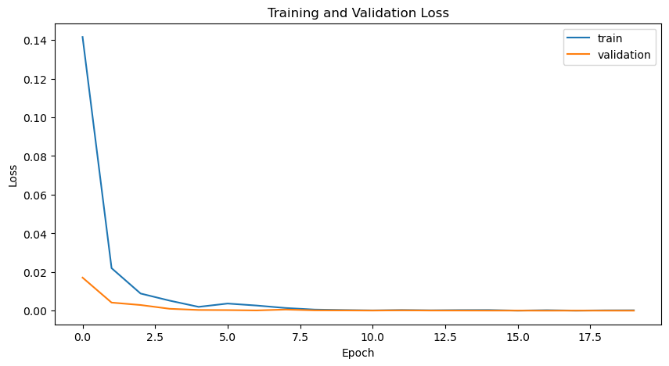 Training and Validation Loss
train
validation
0.14
0.12
0.10
0.08
0.06
0.04
0.02
0.00
Loss
0.0 2.5 5.0 7.5 10.0 12.5 15.0 17.5
Epoch